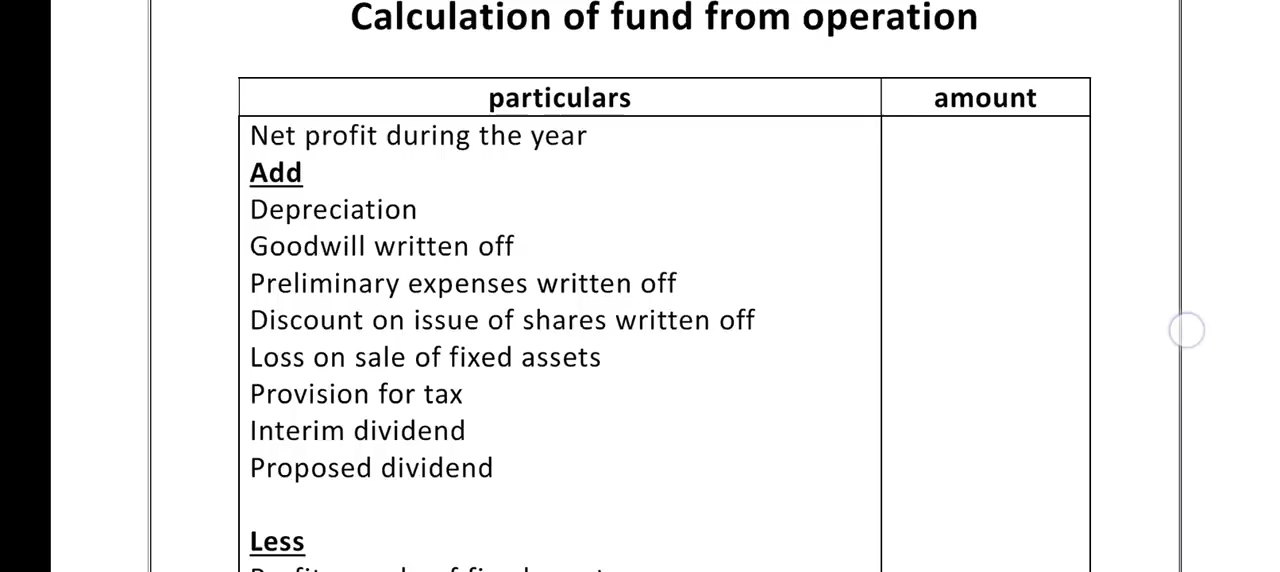 Calculation of fund from operation
particulars amount
Net profit during the year
Add
Depreciation
Goodwill written off
Preliminary expenses written off
Discount on issue of shares written off
Loss on sale of fixed assets
Provision for tax
Interim dividend
Proposed dividend
Less